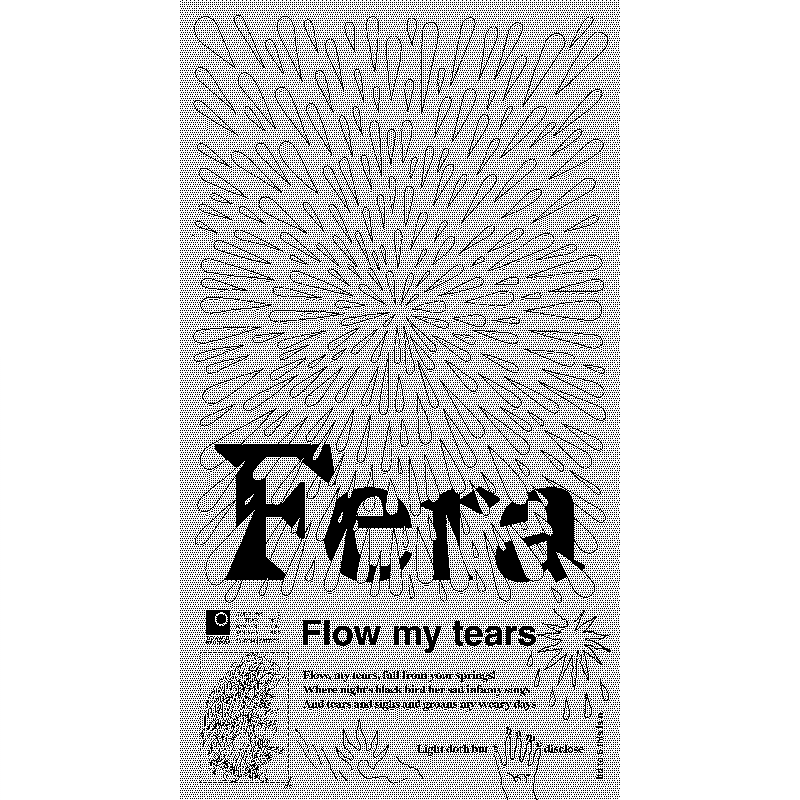 Fera
Flow my tears
Flow, my tears, fall from your springs!
Where night's black bird her sad infamy sings
And tears and sighs and groans my weary days
Light doth but disclose